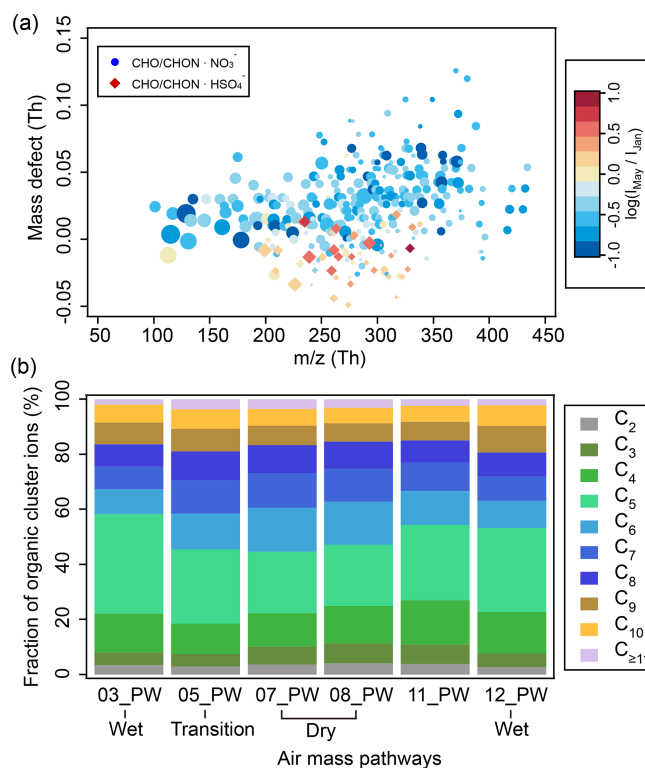 (a)
Mass defect (Th)
0.15
0.10
0.05
0.00
-0.05
CHO/CHON · NO₃⁻
CHO/CHON · HSO₄⁻
50 100 150 200 250 300 350 400 450
m/z (Th)
1.0
0.5
0.0
-0.5
-1.0
log(I_May / I_Jan)
(b)
Fraction of organic cluster ions (%)
100
80
60
40
20
0
03_PW 05_PW 07_PW 08_PW 11_PW 12_PW
Wet Transition Dry Wet
Air mass pathways
C₂
C₃
C₄
C₅
C₆
C₇
C₈
C₉
C₁₀
C≥₁₁